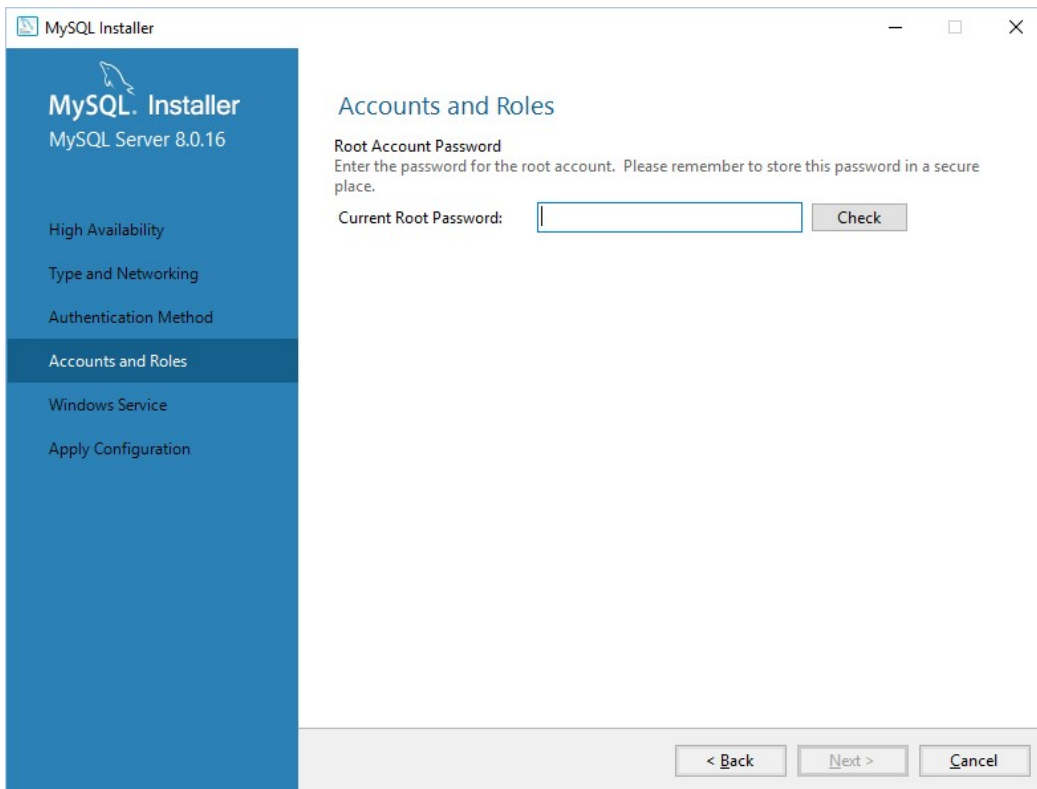 MySQL Installer
MySQL. Installer
MySQL Server 8.0.16
High Availability
Type and Networking
Authentication Method
Accounts and Roles
Windows Service
Apply Configuration
Accounts and Roles
Root Account Password
Enter the password for the root account. Please remember to store this password in a secure
place.
Current Root Password:
Check
< Back
Next >
Cancel